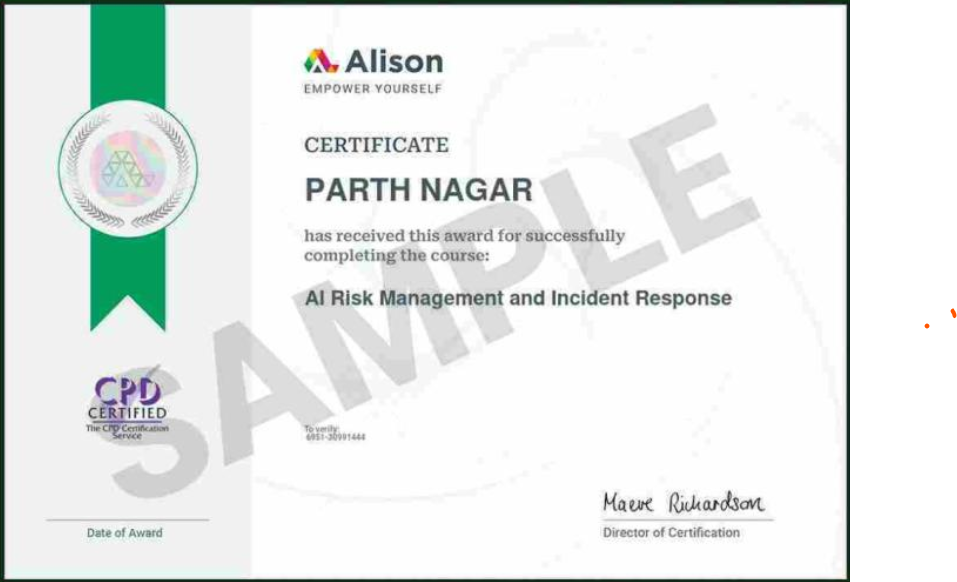 Alison
EMPOWER YOURSELF
CERTIFICATE
PARTH NAGAR
has received this award for successfully
completing the course:
AI Risk Management and Incident Response
SAMPLE
CPD
CERTIFIED
The CPD Certification
Service
To verify:
6951-30991444
Maeve Richardson
Date of Award
Director of Certification